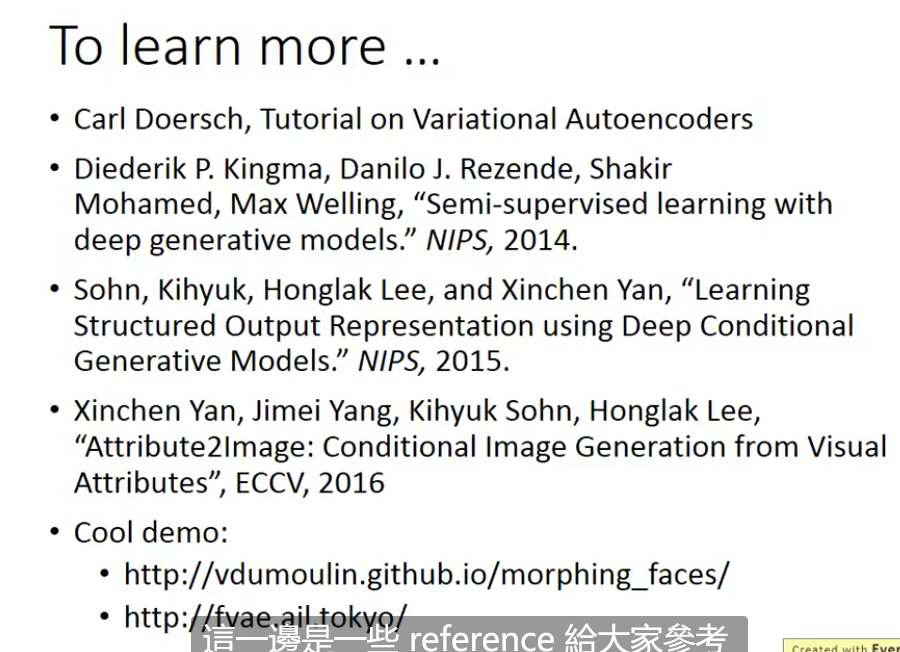 To learn more ...
• Carl Doersch, Tutorial on Variational Autoencoders
• Diederik P. Kingma, Danilo J. Rezende, Shakir
Mohamed, Max Welling, “Semi-supervised learning with
deep generative models.” NIPS, 2014.
• Sohn, Kihyuk, Honglak Lee, and Xinchen Yan, “Learning
Structured Output Representation using Deep Conditional
Generative Models.” NIPS, 2015.
• Xinchen Yan, Jimei Yang, Kihyuk Sohn, Honglak Lee,
“Attribute2Image: Conditional Image Generation from Visual
Attributes”, ECCV, 2016
• Cool demo:
• http://vdumoulin.github.io/morphing_faces/
• http://fvae.ail.tokyo/
這一邊是一些 reference 給大家參考
Created with